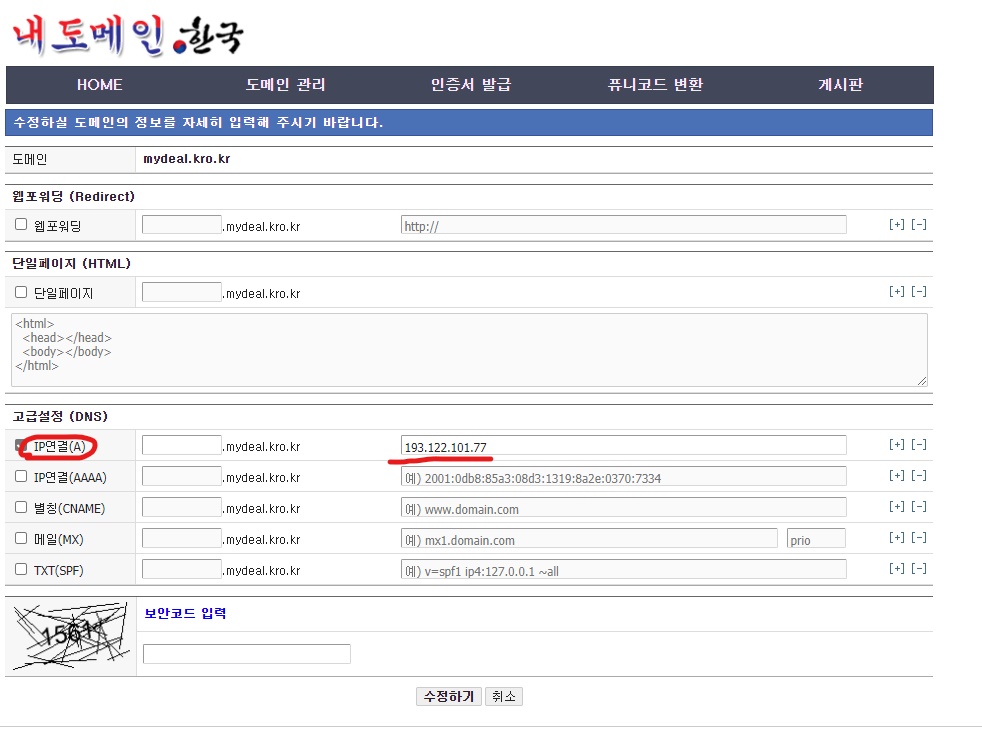 내도메인.한국
HOME 도메인 관리 인증서 발급 퓨니코드 변환 게시판
수정하실 도메인의 정보를 자세히 입력해 주시기 바랍니다.
도메인 mydeal.kro.kr
웹포워딩 (Redirect)
웹포워딩 .mydeal.kro.kr http:// [+] [-]
단일페이지 (HTML)
단일페이지 .mydeal.kro.kr [+] [-]
<html>
<head></head>
<body></body>
</html>
고급설정 (DNS)
IP연결(A) .mydeal.kro.kr 193.122.101.77 [+] [-]
IP연결(AAAA) .mydeal.kro.kr 예) 2001:0db8:85a3:08d3:1319:8a2e:0370:7334 [+] [-]
별칭(CNAME) .mydeal.kro.kr 예) www.domain.com [+] [-]
메일(MX) .mydeal.kro.kr 예) mx1.domain.com prio [+] [-]
TXT(SPF) .mydeal.kro.kr 예) v=spf1 ip4:127.0.0.1 ~all [+] [-]
보안코드 입력
수정하기 취소